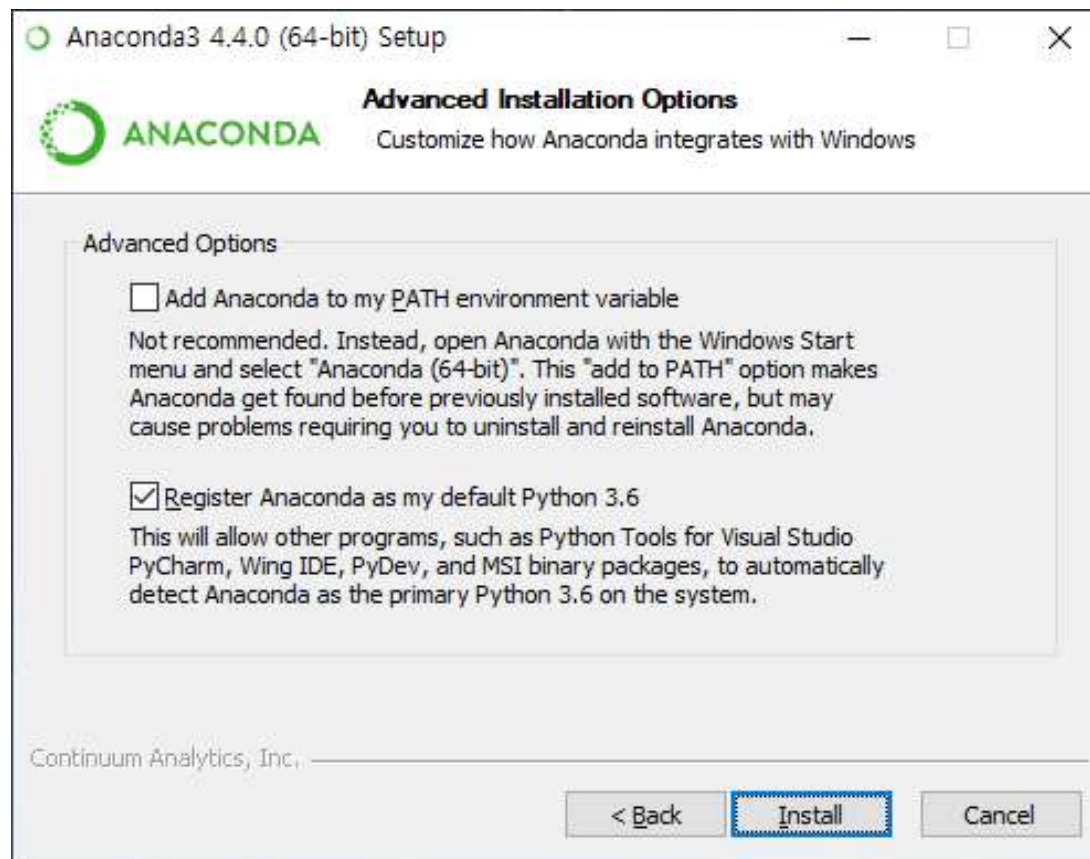 Anaconda3 4.4.0 (64-bit) Setup
ANACONDA
Advanced Installation Options
Customize how Anaconda integrates with Windows
Advanced Options
Add Anaconda to my PATH environment variable
Not recommended. Instead, open Anaconda with the Windows Start
menu and select "Anaconda (64-bit)". This "add to PATH" option makes
Anaconda get found before previously installed software, but may
cause problems requiring you to uninstall and reinstall Anaconda.
Register Anaconda as my default Python 3.6
This will allow other programs, such as Python Tools for Visual Studio
PyCharm, Wing IDE, PyDev, and MSI binary packages, to automatically
detect Anaconda as the primary Python 3.6 on the system.
Continuum Analytics, Inc.
< Back
Install
Cancel